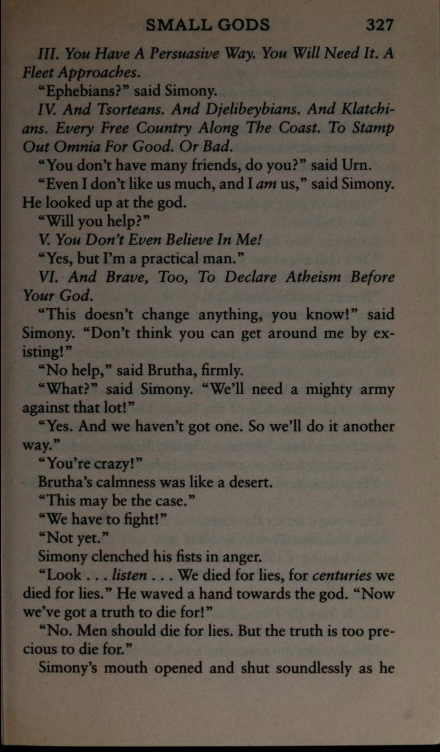 SMALL GODS 327
III. You Have A Persuasive Way. You Will Need It. A
Fleet Approaches.
“Ephebians?” said Simony.
IV. And Tsorteans. And Djelibeybians. And Klatchi-
ans. Every Free Country Along The Coast. To Stamp
Out Omnia For Good. Or Bad.
“You don’t have many friends, do you?” said Urn.
“Even I don’t like us much, and I am us,” said Simony.
He looked up at the god.
“Will you help?”
V. You Don’t Even Believe In Me!
“Yes, but I’m a practical man.”
VI. And Brave, Too, To Declare Atheism Before
Your God.
“This doesn’t change anything, you know!” said
Simony. “Don’t think you can get around me by ex-
isting!”
“No help,” said Brutha, firmly.
“What?” said Simony. “We’ll need a mighty army
against that lot!”
“Yes. And we haven’t got one. So we’ll do it another
way.”
“You’re crazy!”
Brutha’s calmness was like a desert.
“This may be the case.”
“We have to fight!”
“Not yet.”
Simony clenched his fists in anger.
“Look . . . listen . . . We died for lies, for centuries we
died for lies.” He waved a hand towards the god. “Now
we’ve got a truth to die for!”
“No. Men should die for lies. But the truth is too pre-
cious to die for.”
Simony’s mouth opened and shut soundlessly as he